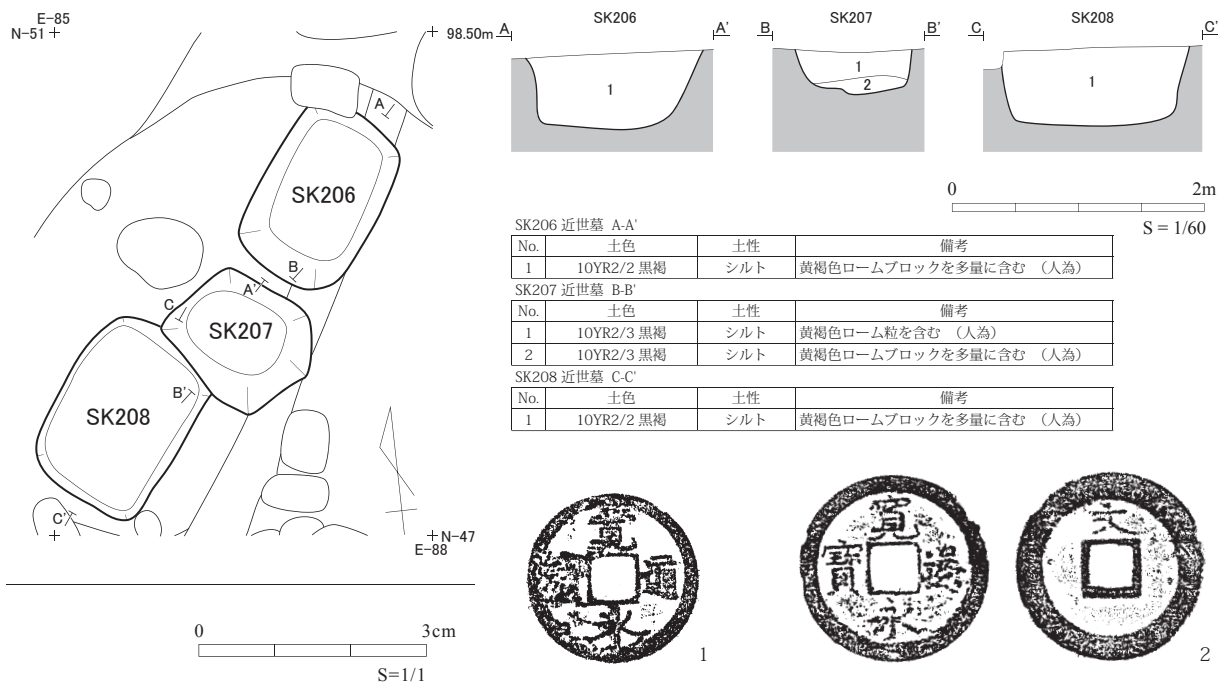 E-85
N-51
98.50m
A
SK206
A'
B
SK207
B'
C
SK208
C'
1
1
2
1
A
SK206
B
A'
C
SK207
B'
SK208
C'
N-47
E-88
0 2m
S = 1/60
SK206 近世墓 A-A'
No. 土色 土性 備考
1 10YR2/2 黒褐 シルト 黄褐色ロームブロックを多量に含む (人為)
SK207 近世墓 B-B'
No. 土色 土性 備考
1 10YR2/3 黒褐 シルト 黄褐色ローム粒を含む (人為)
2 10YR2/3 黒褐 シルト 黄褐色ロームブロックを多量に含む (人為)
SK208 近世墓 C-C'
No. 土色 土性 備考
1 10YR2/2 黒褐 シルト 黄褐色ロームブロックを多量に含む (人為)
0 3cm
S=1/1
寛永通寳
1
寛永通寳
文
2